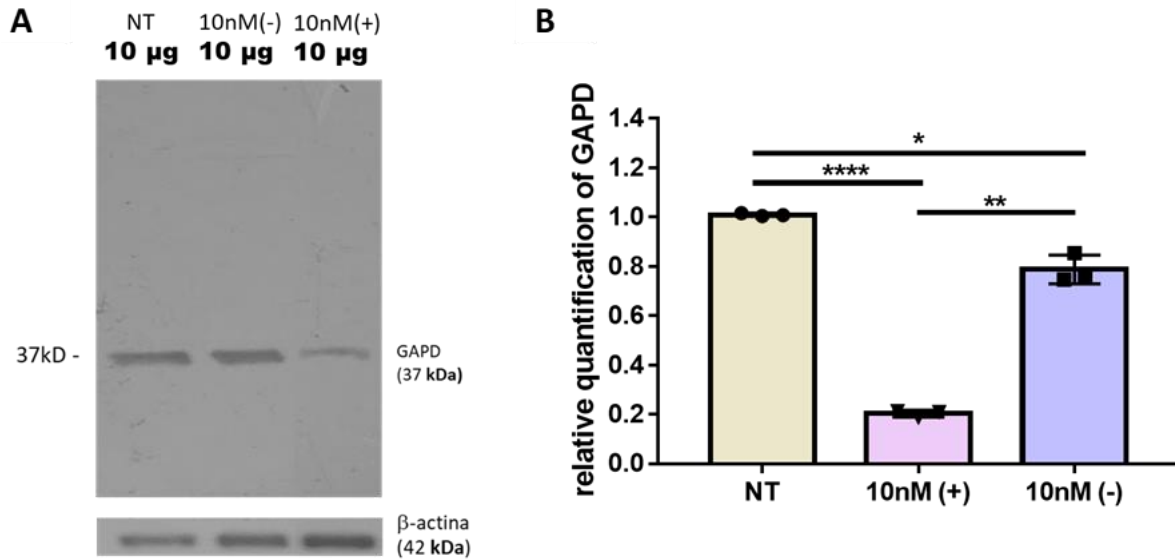 A
NT 10nM(-) 10nM(+)
10 µg 10 µg 10 µg
37kD -
GAPD
(37 kDa)
β-actina
(42 kDa)
B
relative quantification of GAPD
1.4
1.2
1.0
0.8
0.6
0.4
0.2
0.0
*
****
**
NT 10nM (+) 10nM (-)